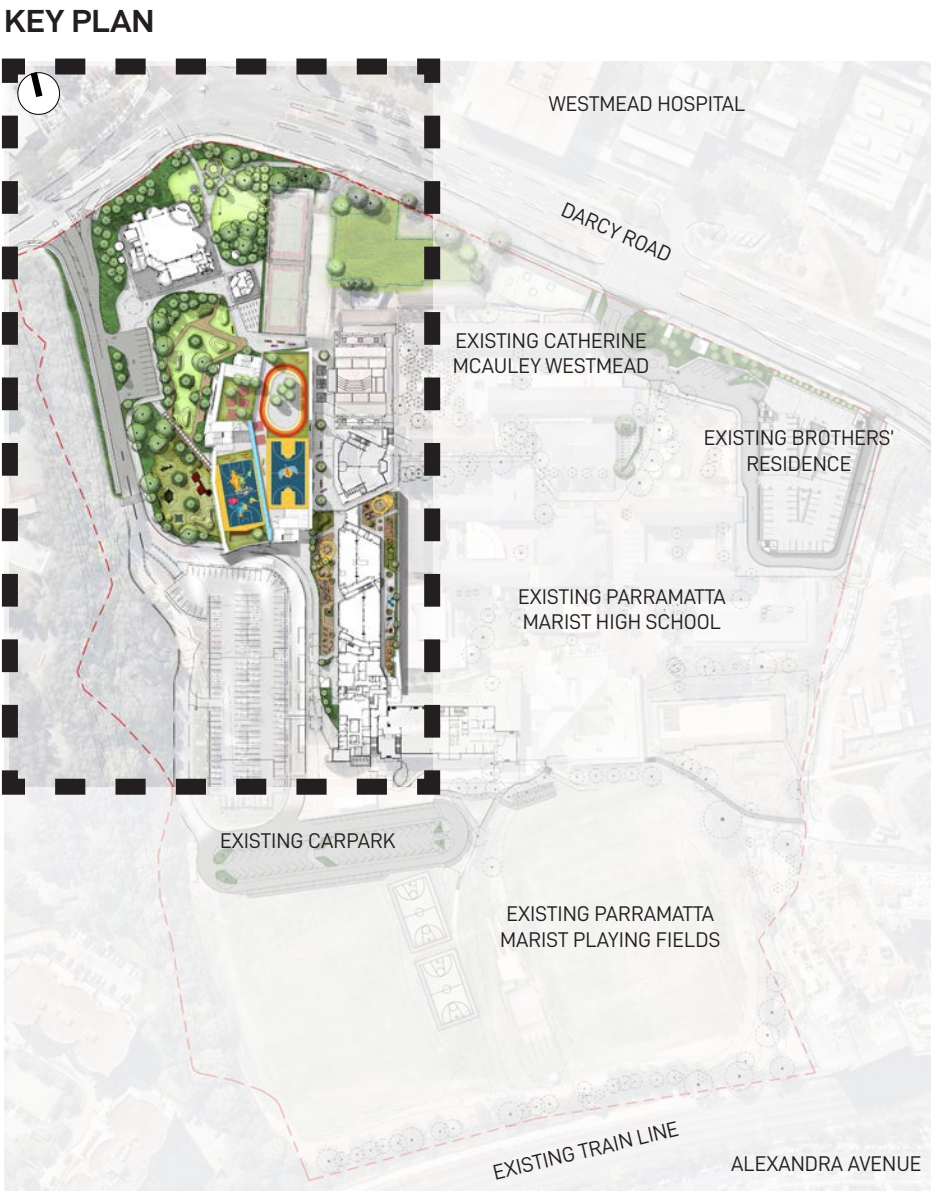 KEY PLAN
WESTMEAD HOSPITAL
DARCY ROAD
EXISTING CATHERINE
MCAULEY WESTMEAD
EXISTING BROTHERS'
RESIDENCE
EXISTING PARRAMATTA
MARIST HIGH SCHOOL
EXISTING CARPARK
EXISTING PARRAMATTA
MARIST PLAYING FIELDS
EXISTING TRAIN LINE
ALEXANDRA AVENUE